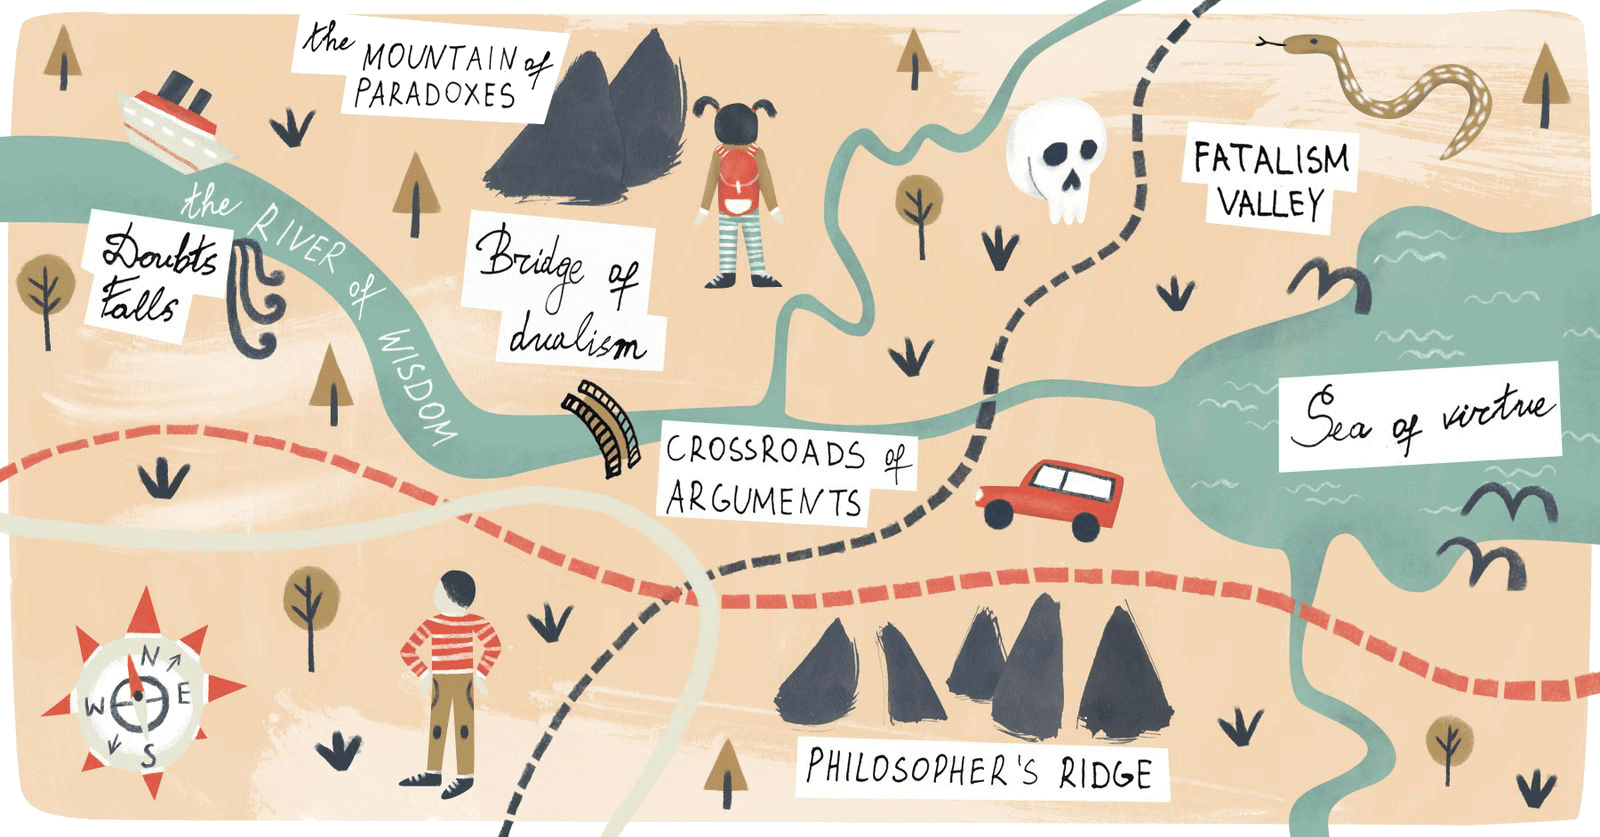 the MOUNTAIN of
PARADOXES
the RIVER of WISDOM
Doubts
Falls
Bridge of
dualism
FATALISM
VALLEY
Sea of virtue
CROSSROADS of
ARGUMENTS
N
W E
S
PHILOSOPHER'S RIDGE